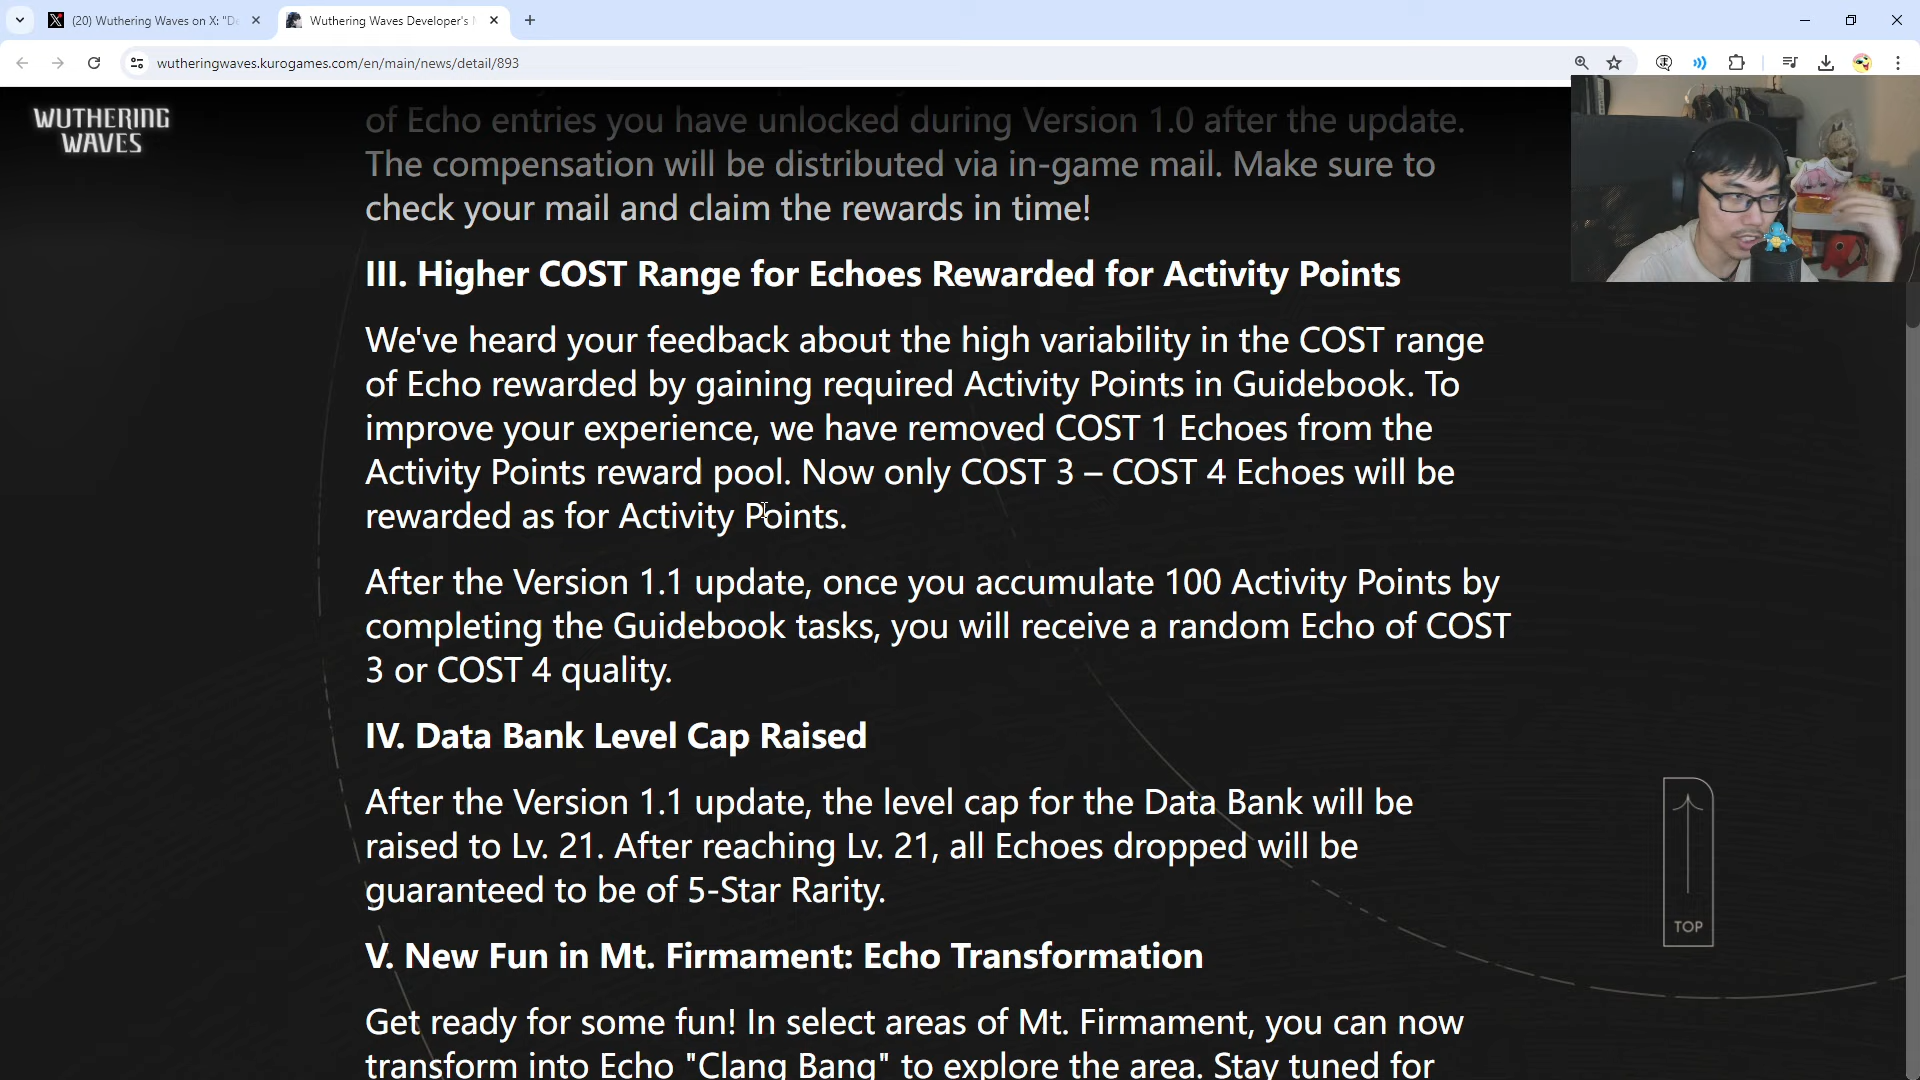 (20) Wuthering Waves on X: "De
Wuthering Waves Developer's
wutheringwaves.kurogames.com/en/main/news/detail/893
WUTHERING
WAVES
of Echo entries you have unlocked during Version 1.0 after the update.
The compensation will be distributed via in-game mail. Make sure to
check your mail and claim the rewards in time!
III. Higher COST Range for Echoes Rewarded for Activity Points
We've heard your feedback about the high variability in the COST range
of Echo rewarded by gaining required Activity Points in Guidebook. To
improve your experience, we have removed COST 1 Echoes from the
Activity Points reward pool. Now only COST 3 – COST 4 Echoes will be
rewarded as for Activity Points.
After the Version 1.1 update, once you accumulate 100 Activity Points by
completing the Guidebook tasks, you will receive a random Echo of COST
3 or COST 4 quality.
IV. Data Bank Level Cap Raised
After the Version 1.1 update, the level cap for the Data Bank will be
raised to Lv. 21. After reaching Lv. 21, all Echoes dropped will be
guaranteed to be of 5-Star Rarity.
TOP
V. New Fun in Mt. Firmament: Echo Transformation
Get ready for some fun! In select areas of Mt. Firmament, you can now
transform into Echo "Clang Bang" to explore the area. Stay tuned for